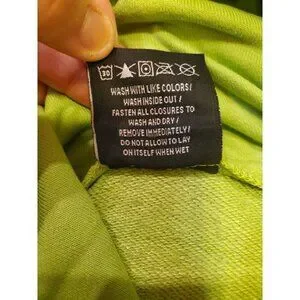 30
WASH WITH LIKE COLORS/
WASH INSIDE OUT/
FASTEN ALL CLOSURES TO
WASH AND DRY/
REMOVE IMMEDIATELY/
DO NOT ALLOW TO LAY
ON ITSELF WHEN WET